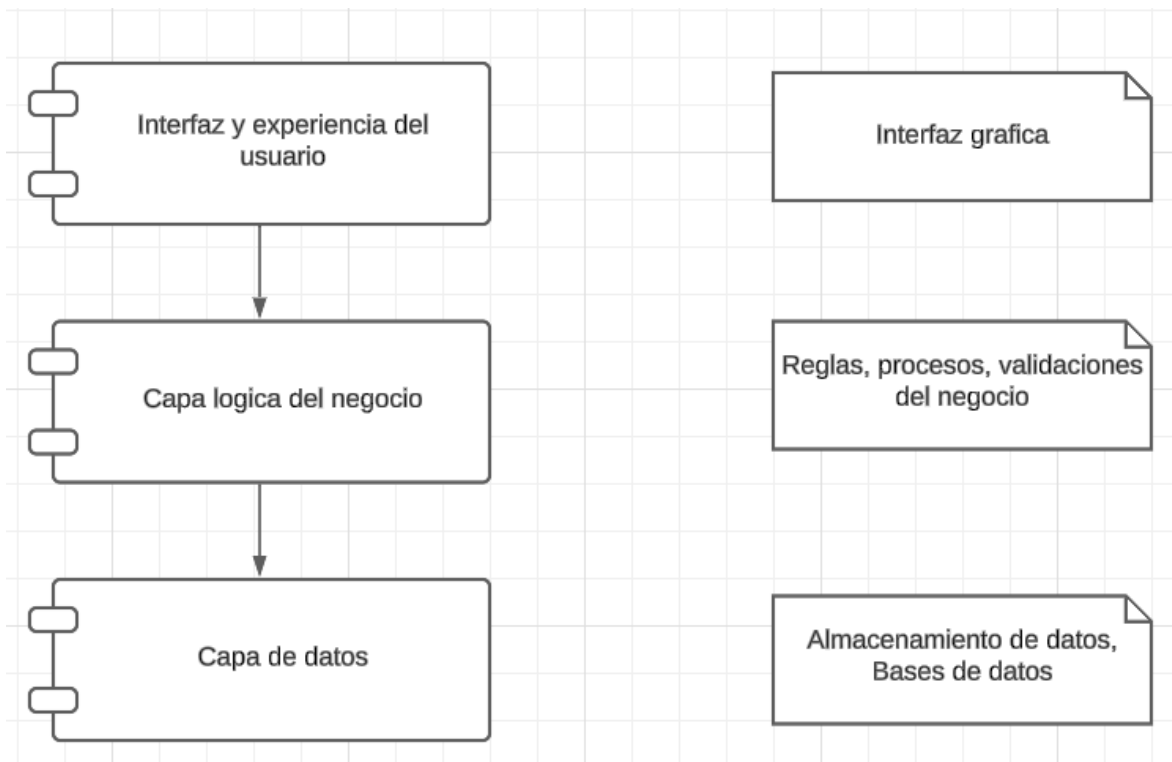 Interfaz y experiencia del
usuario
Interfaz grafica
Capa logica del negocio
Reglas, procesos, validaciones
del negocio
Capa de datos
Almacenamiento de datos,
Bases de datos